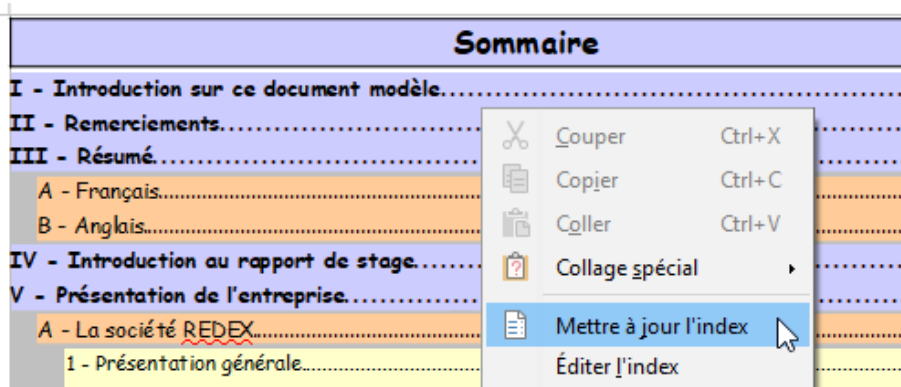 Sommaire
I - Introduction sur ce document modèle
II - Remerciements
III - Résumé
A - Français
B - Anglais
IV - Introduction au rapport de stage
V - Présentation de l'entreprise
A - La société REDEX
1 - Présentation générale
Couper Ctrl+X
Copier Ctrl+C
Coller Ctrl+V
Collage spécial
Mettre à jour l'index
Éditer l'index